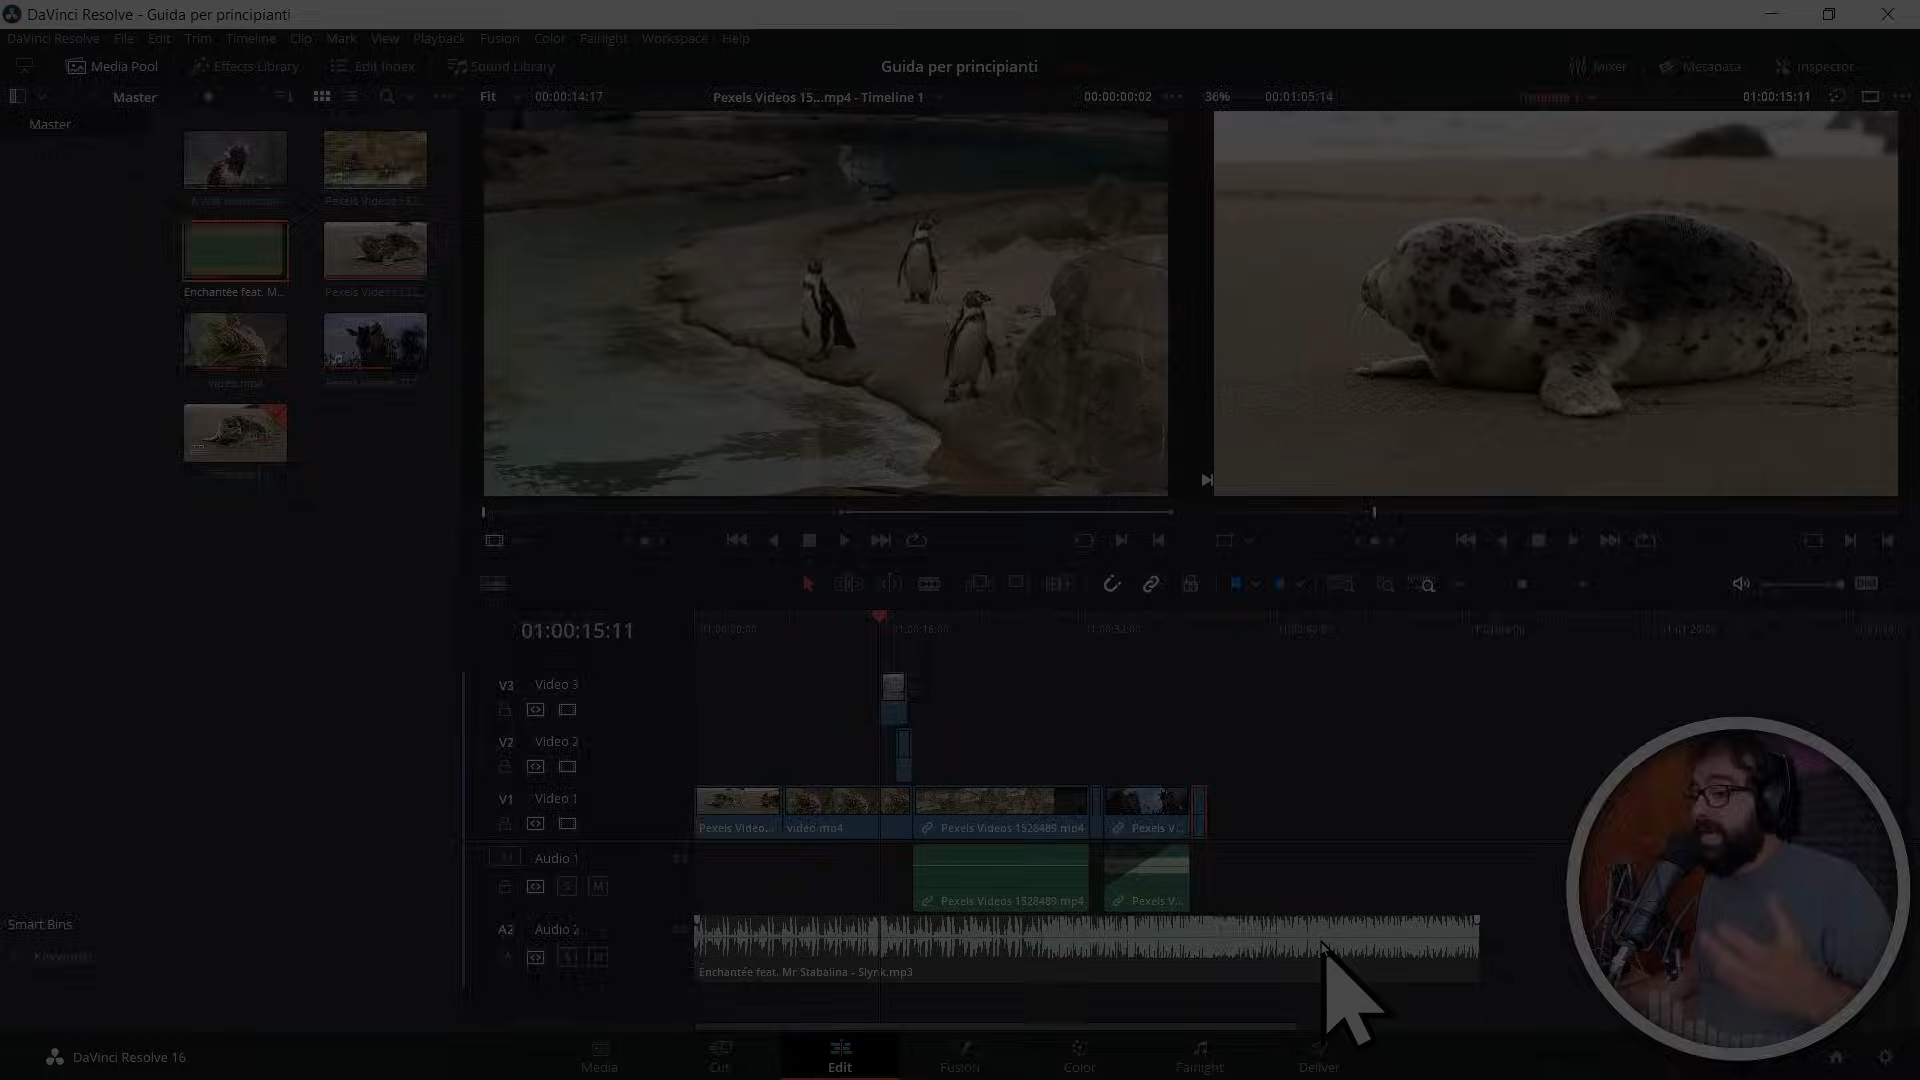 DaVinci Resolve - Guida per principianti
DaVinci Resolve File Edit Trim Timeline Clip Mark View Playback Fusion Color Fairlight Workspace Help
Media Pool Effects Library Edit Index Sound Library Guida per principianti Mixer Metadata Inspector
Master Fit 00:00:14:17 Pexels Videos 15...mp4 - Timeline 1 00:00:00:02 36% 00:01:05:14 Timeline 1 01:00:15:11
Master
Enchantée feat. M...
video.mp4
01:00:15:11
V3 Video 3
V2 Video 2
V1 Video 1
Pexels Video... video.mp4 Pexels Videos 1528489.mp4 Pexels V...
Audio 1
S M
Pexels Videos 1528489.mp4 Pexels V...
Smart Bins
A2 Audio 2
Keywords
Enchantée feat. Mr Stabalina - Slynk.mp3
DaVinci Resolve 16
Media Cut Edit Fusion Color Fairlight Deliver